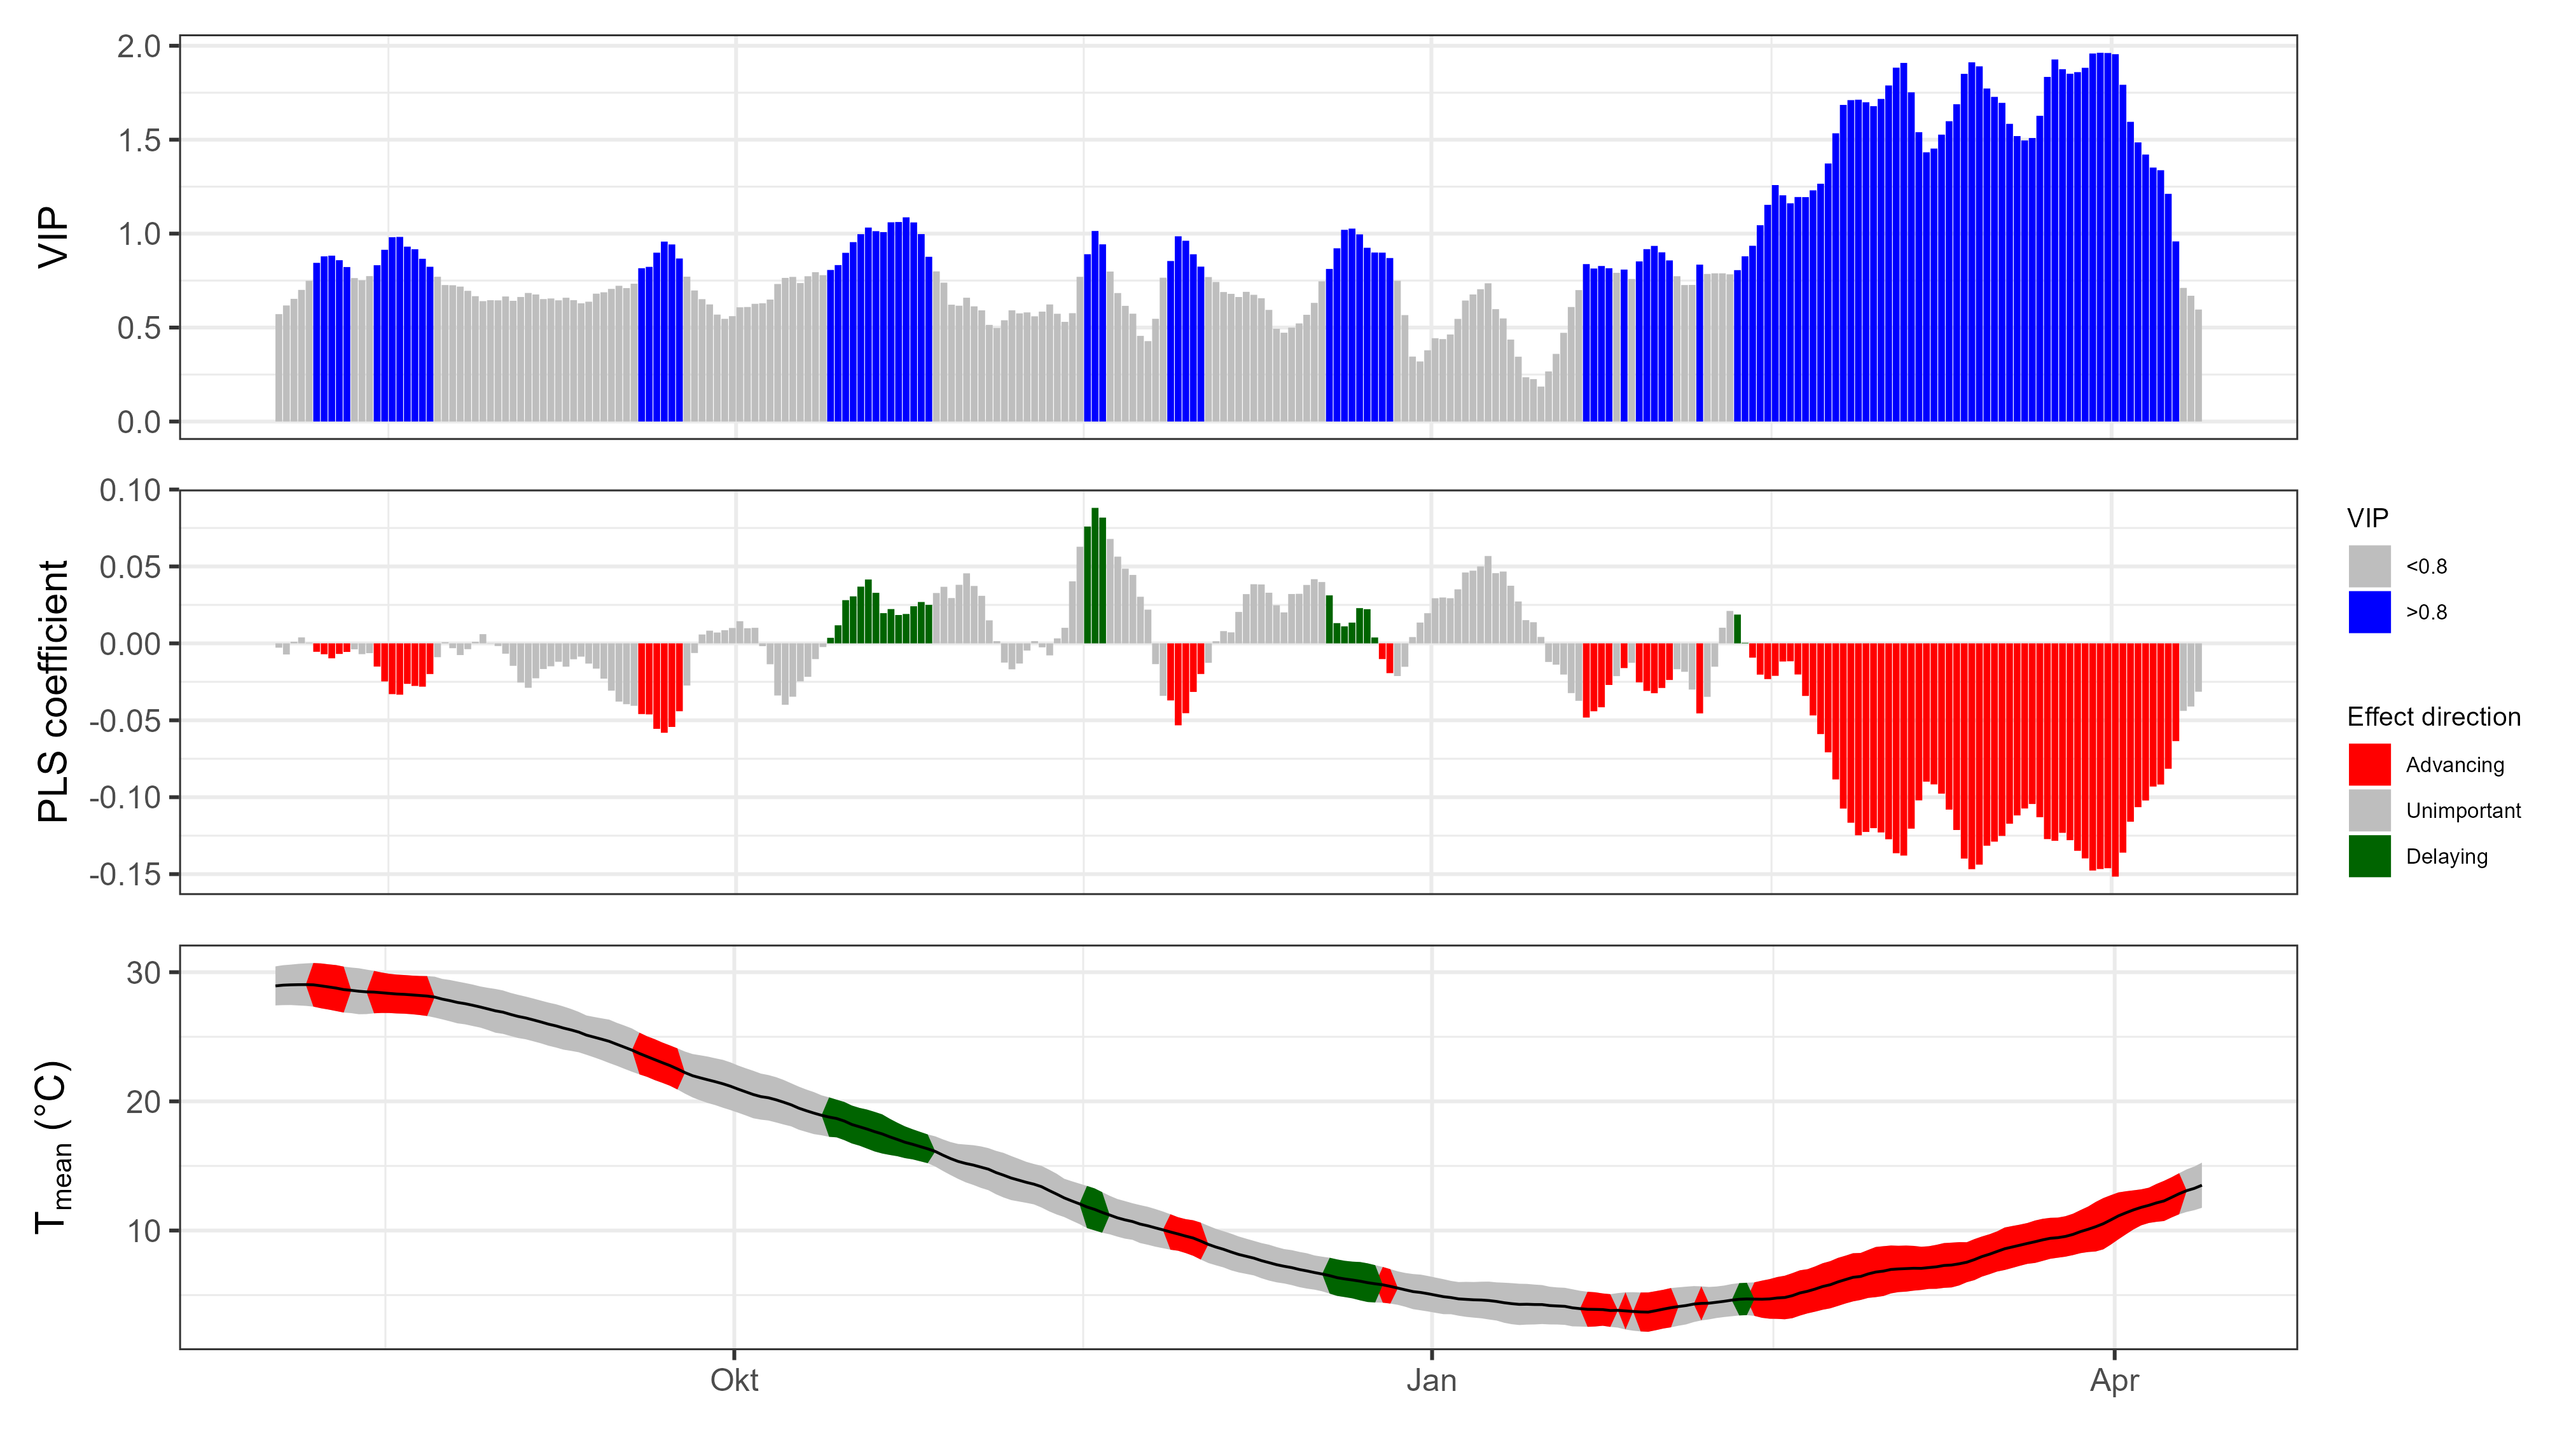 VIP
2.0
1.5
1.0
0.5
0.0
PLS coefficient
0.10
0.05
0.00
-0.05
-0.10
-0.15
VIP
<0.8
>0.8
Effect direction
Advancing
Unimportant
Delaying
Tmean (°C)
30
20
10
Okt Jan Apr